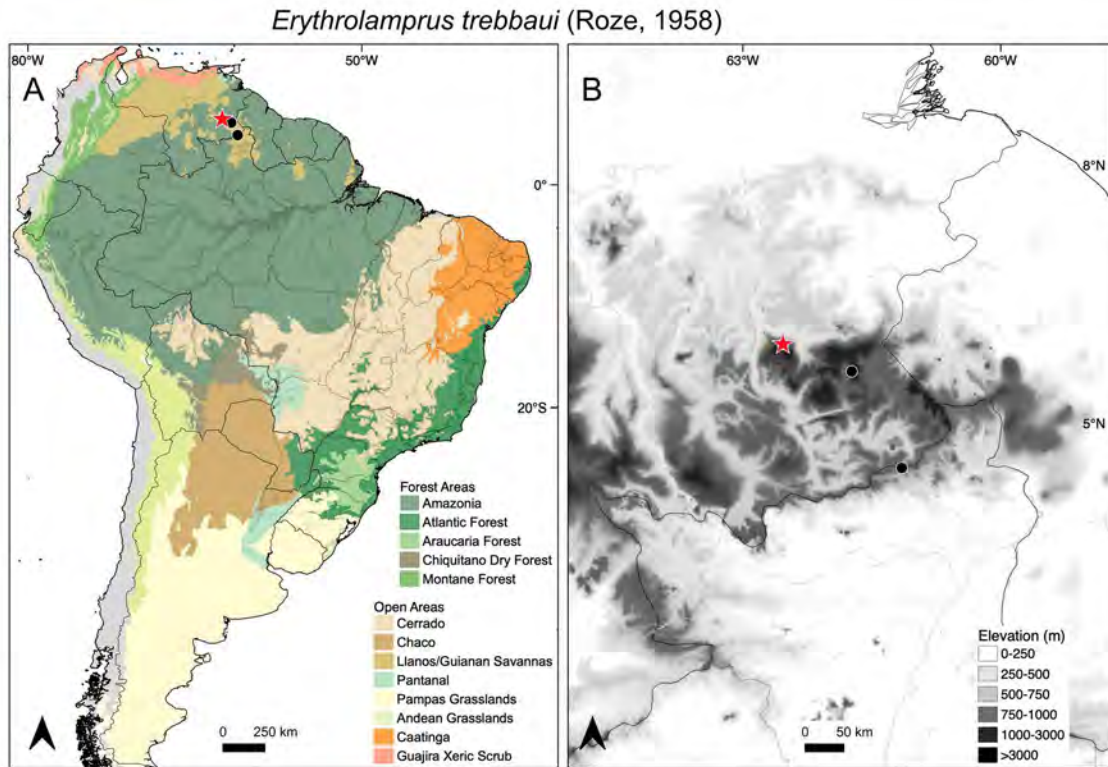 Erythrolamprus trebbaui (Roze, 1958)
80°W
50°W
A
0°
20°S
Forest Areas
Amazonia
Atlantic Forest
Araucaria Forest
Chiquitano Dry Forest
Montane Forest
Open Areas
Cerrado
Chaco
Llanos/Guianan Savannas
Pantanal
Pampas Grasslands
Andean Grasslands
Caatinga
Guajira Xeric Scrub
0 250 km
63°W
60°W
B
8°N
5°N
Elevation (m)
0-250
250-500
500-750
750-1000
1000-3000
>3000
0 50 km